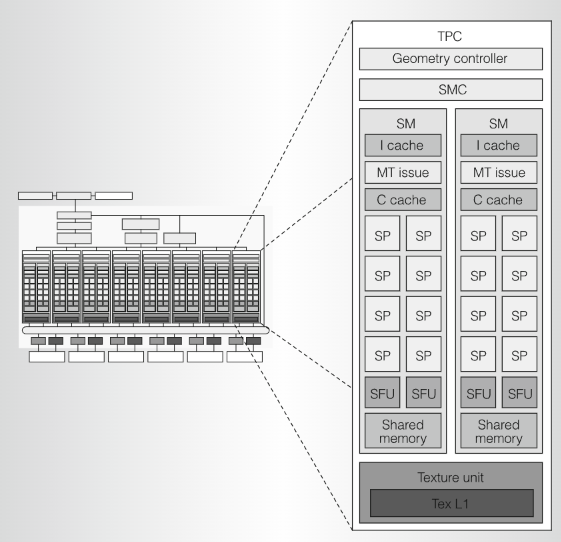 TPC
Geometry controller
SMC
SM
I cache
MT issue
C cache
SP SP
SP SP
SP SP
SP SP
SFU SFU
Shared
memory
SM
I cache
MT issue
C cache
SP SP
SP SP
SP SP
SP SP
SFU SFU
Shared
memory
Texture unit
Tex L1